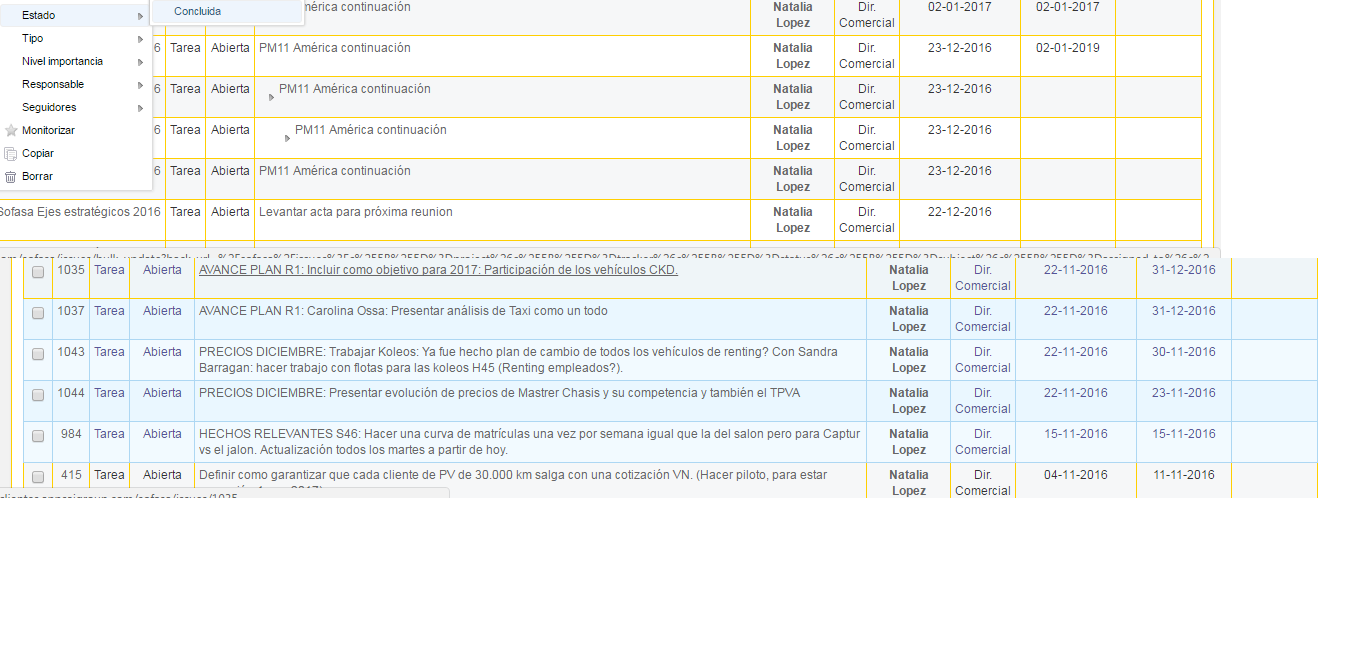 Estado
Concluida
Tipo
Nivel importancia
Responsable
Seguidores
Monitorizar
Copiar
Borrar
mérica continuación Natalia Dir. 02-01-2017 02-01-2017
Lopez Comercial
6 Tarea Abierta PM11 América continuación Natalia Dir. 23-12-2016 02-01-2019
Lopez Comercial
6 Tarea Abierta PM11 América continuación Natalia Dir. 23-12-2016
Lopez Comercial
6 Tarea Abierta PM11 América continuación Natalia Dir. 23-12-2016
Lopez Comercial
6 Tarea Abierta PM11 América continuación Natalia Dir. 23-12-2016
Lopez Comercial
Sofasa Ejes estratégicos 2016 Tarea Abierta Levantar acta para próxima reunion Natalia Dir. 22-12-2016
Lopez Comercial
1035 Tarea Abierta AVANCE PLAN R1: Incluir como objetivo para 2017: Participación de los vehículos CKD. Natalia Dir. 22-11-2016 31-12-2016
Lopez Comercial
1037 Tarea Abierta AVANCE PLAN R1: Carolina Ossa: Presentar análisis de Taxi como un todo Natalia Dir. 22-11-2016 31-12-2016
Lopez Comercial
1043 Tarea Abierta PRECIOS DICIEMBRE: Trabajar Koleos: Ya fue hecho plan de cambio de todos los vehículos de renting? Con Sandra Natalia Dir. 22-11-2016 30-11-2016
Barragan: hacer trabajo con flotas para las koleos H45 (Renting empleados?). Lopez Comercial
1044 Tarea Abierta PRECIOS DICIEMBRE: Presentar evolución de precios de Mastrer Chasis y su competencia y también el TPVA Natalia Dir. 22-11-2016 23-11-2016
Lopez Comercial
984 Tarea Abierta HECHOS RELEVANTES S46: Hacer una curva de matrículas una vez por semana igual que la del salon pero para Captur Natalia Dir. 15-11-2016 15-11-2016
vs el jalon. Actualización todos los martes a partir de hoy. Lopez Comercial
415 Tarea Abierta Definir como garantizar que cada cliente de PV de 30.000 km salga con una cotización VN. (Hacer piloto, para estar Natalia Dir. 04-11-2016 11-11-2016
Lopez Comercial